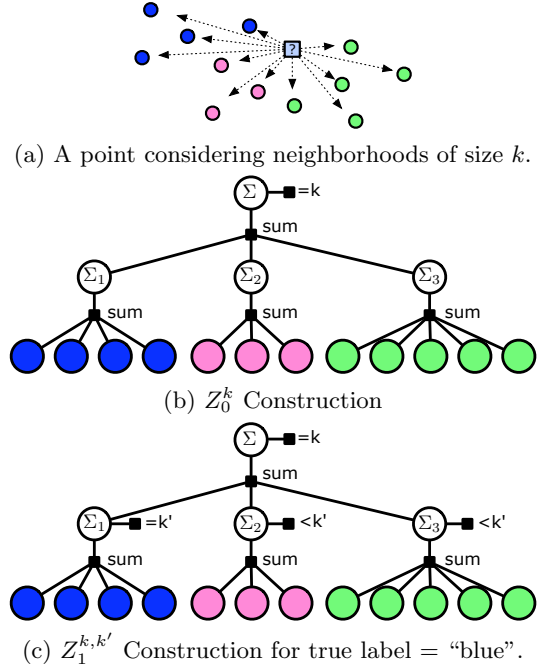 ?
(a) A point considering neighborhoods of size k.
Σ =k
sum
Σ₁ Σ₂ Σ₃
sum sum sum
(b) Z₀ᵏ Construction
Σ =k
sum
Σ₁ =k' Σ₂ <k' Σ₃ <k'
sum sum sum
(c) Z₁ᵏ,ᵏ′ Construction for true label = “blue”.